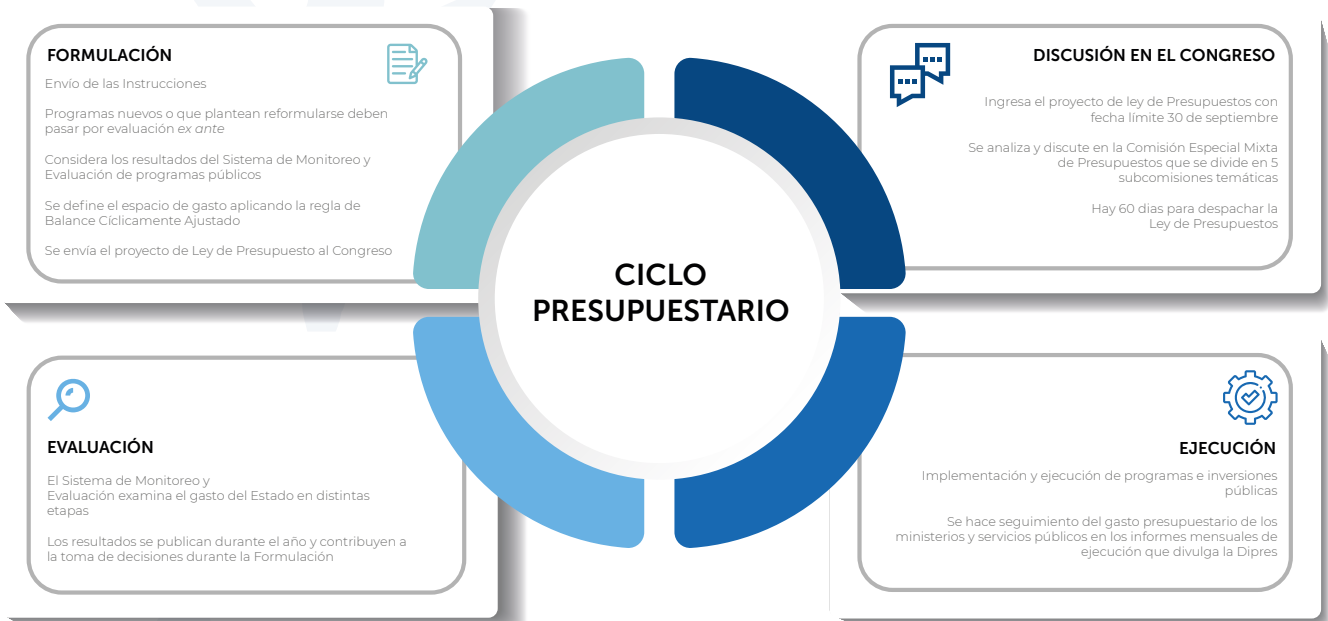 FORMULACIÓN
Envío de las Instrucciones
Programas nuevos o que plantean reformularse deben
pasar por evaluación ex ante
Considera los resultados del Sistema de Monitoreo y
Evaluación de programas públicos
Se define el espacio de gasto aplicando la regla de
Balance Cíclicamente Ajustado
Se envía el proyecto de Ley de Presupuesto al Congreso
DISCUSIÓN EN EL CONGRESO
Ingresa el proyecto de ley de Presupuestos con
fecha límite 30 de septiembre
Se analiza y discute en la Comisión Especial Mixta
de Presupuestos que se divide en 5
subcomisiones temáticas
Hay 60 dias para despachar la
Ley de Presupuestos
CICLO
PRESUPUESTARIO
EVALUACIÓN
El Sistema de Monitoreo y
Evaluación examina el gasto del Estado en distintas
etapas
Los resultados se publican durante el año y contribuyen a
la toma de decisiones durante la Formulación
EJECUCIÓN
Implementación y ejecución de programas e inversiones
públicas
Se hace seguimiento del gasto presupuestario de los
ministerios y servicios públicos en los informes mensuales de
ejecución que divulga la Dipres